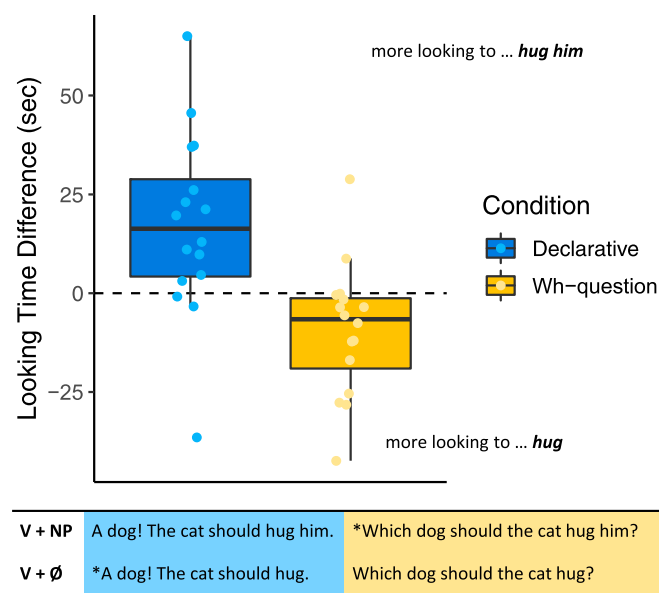 more looking to … hug him
50
25
0
−25
Looking Time Difference (sec)
Condition
Declarative
Wh−question
more looking to … hug
V + NP A dog! The cat should hug him. *Which dog should the cat hug him?
V + Ø *A dog! The cat should hug. Which dog should the cat hug?